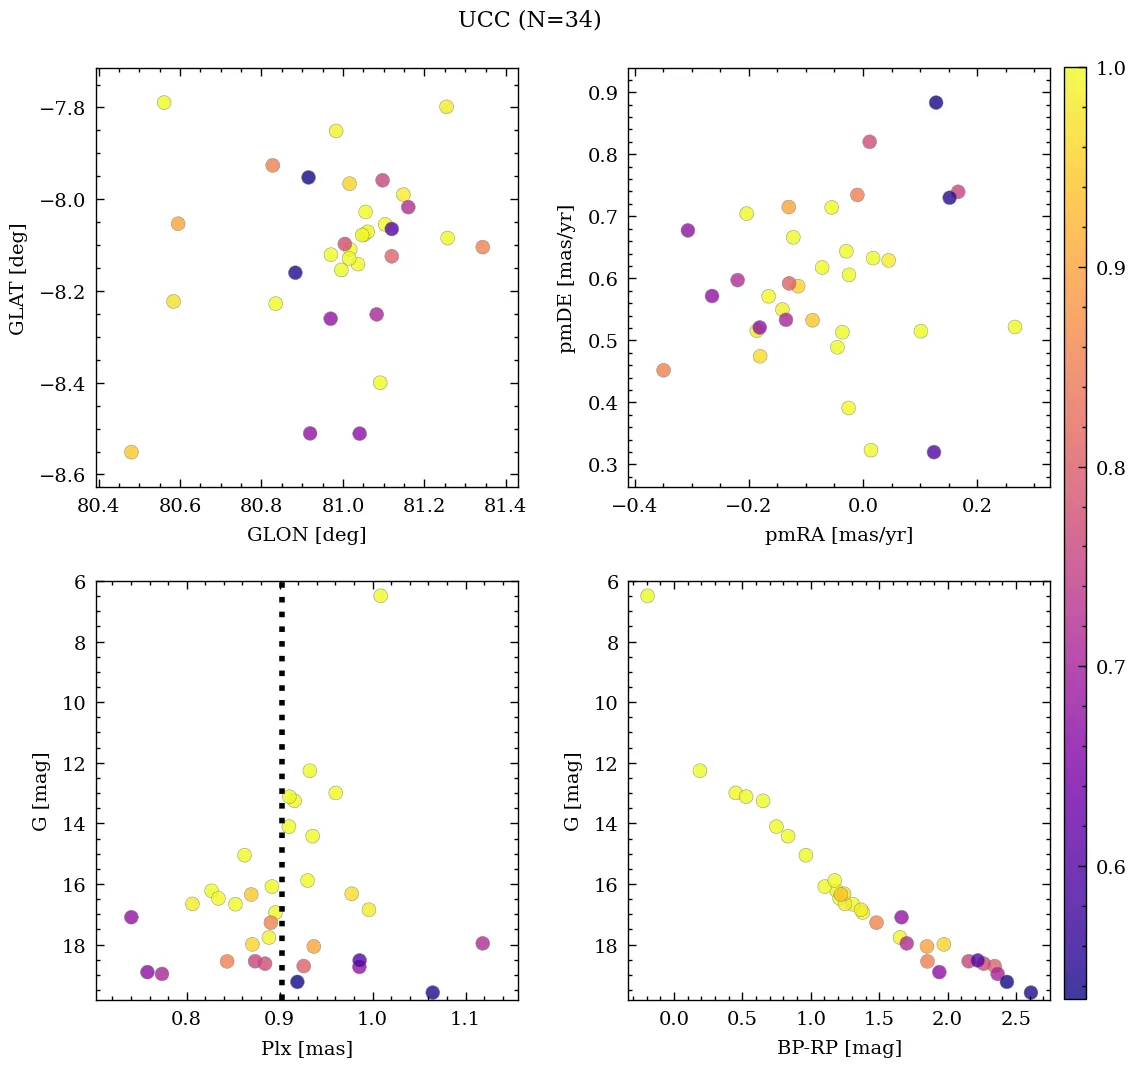 UCC (N=34)
−7.8
−8.0
−8.2
−8.4
−8.6
GLAT [deg]
80.4 80.6 80.8 81.0 81.2 81.4
GLON [deg]
0.9
0.8
0.7
0.6
0.5
0.4
0.3
pmDE [mas/yr]
−0.4 −0.2 0.0 0.2
pmRA [mas/yr]
1.0
0.9
0.8
0.7
0.6
6
8
10
12
14
16
18
G [mag]
0.8 0.9 1.0 1.1
Plx [mas]
6
8
10
12
14
16
18
G [mag]
0.0 0.5 1.0 1.5 2.0 2.5
BP-RP [mag]